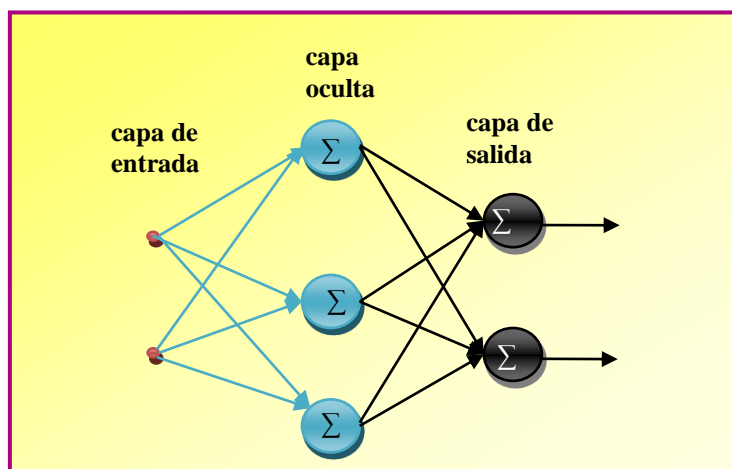 capa
oculta
capa de
entrada
capa de
salida
Σ
Σ
Σ
Σ
Σ